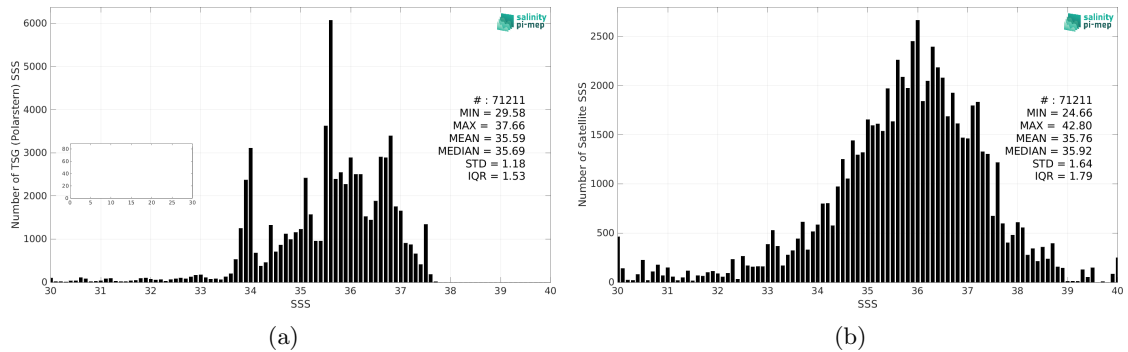 salinity
pi-mep
Number of TSG (Polarstern) SSS
6000
5000
4000
3000
2000
1000
0
# : 71211
MIN = 29.58
MAX = 37.66
MEAN = 35.59
MEDIAN = 35.69
STD = 1.18
IQR = 1.53
80
60
40
20
0
0 5 10 15 20 25 30
30 31 32 33 34 35 36 37 38 39 40
SSS
(a)
salinity
pi-mep
Number of Satellite SSS
2500
2000
1500
1000
500
0
# : 71211
MIN = 24.66
MAX = 42.80
MEAN = 35.76
MEDIAN = 35.92
STD = 1.64
IQR = 1.79
30 31 32 33 34 35 36 37 38 39 40
SSS
(b)